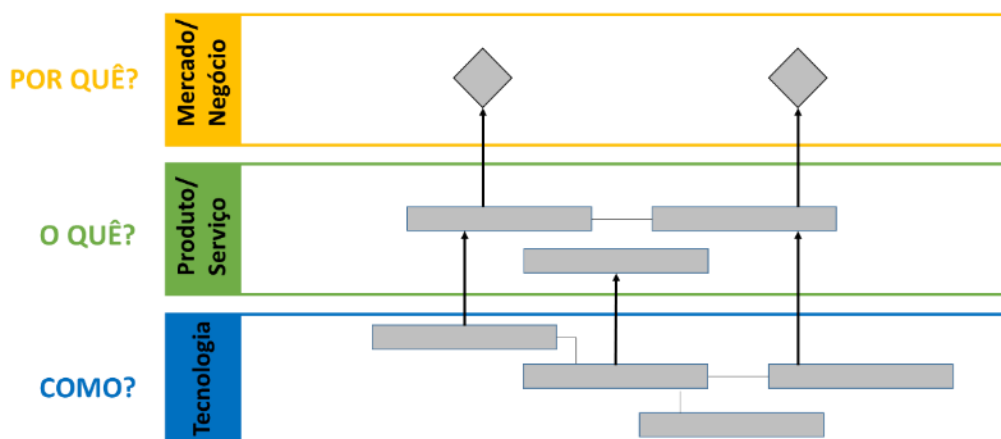 POR QUÊ?
Mercado/
Negócio
O QUÊ?
Produto/
Serviço
COMO?
Tecnologia